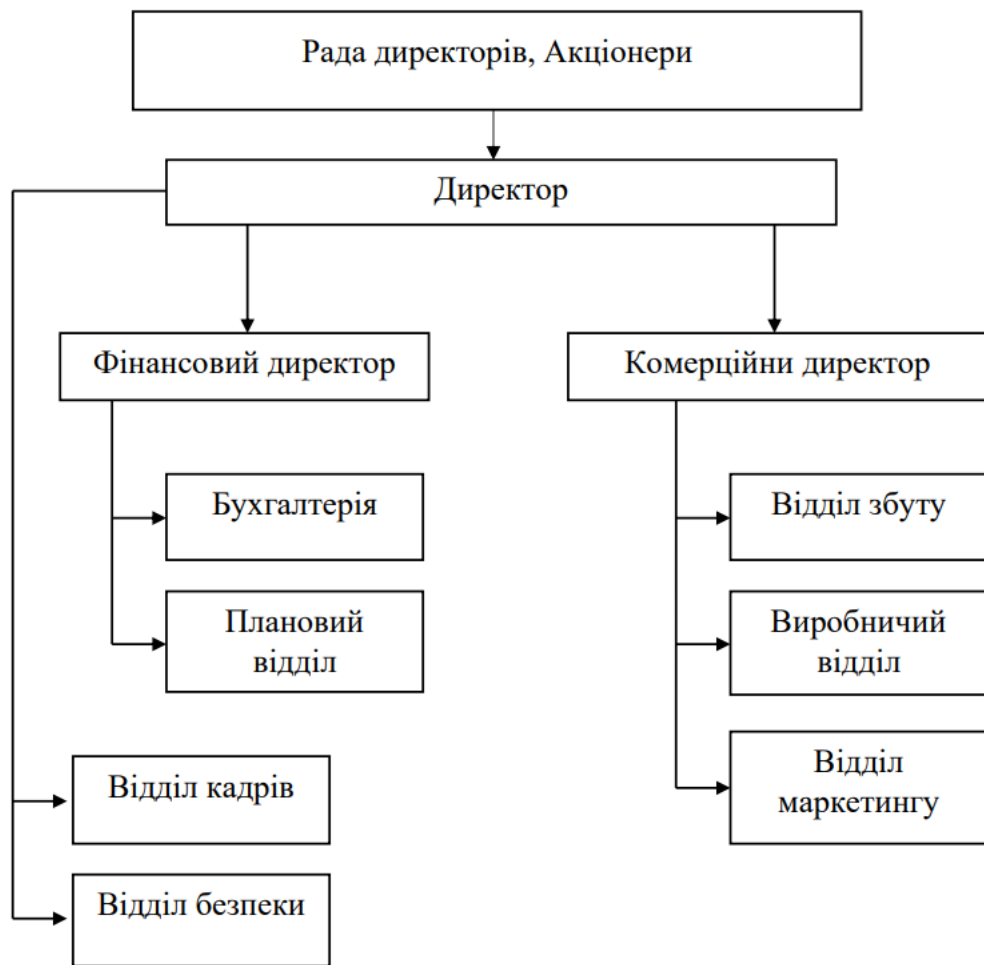 Рада директорів, Акціонери
Директор
Фінансовий директор
Комерційни директор
Бухгалтерія
Відділ збуту
Плановий
відділ
Виробничий
відділ
Відділ
маркетингу
Відділ кадрів
Відділ безпеки